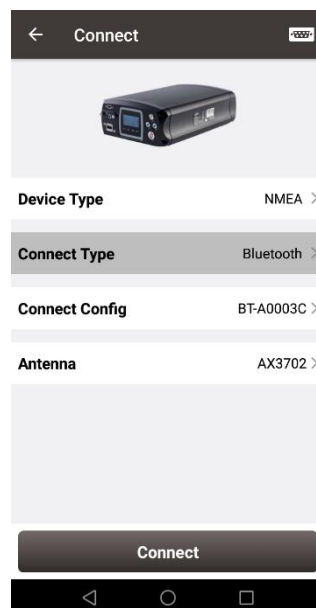 Connect
Device Type NMEA
Connect Type Bluetooth
Connect Config BT-A0003C
Antenna AX3702
Connect